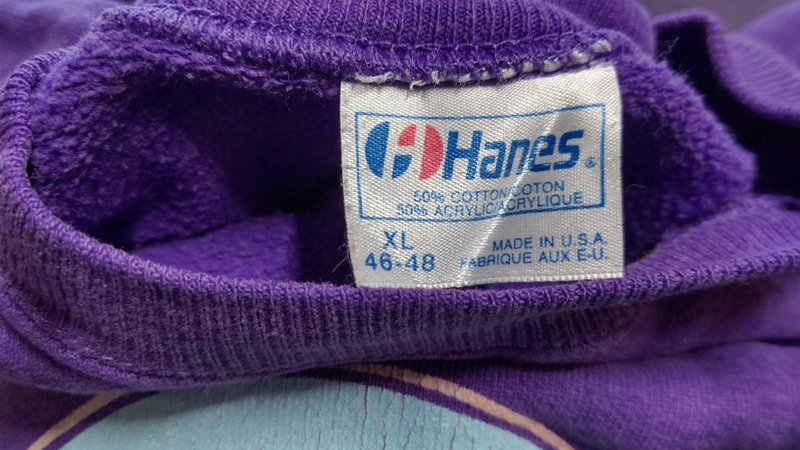 Hanes®
50% COTTON/COTON
50% ACRYLIC/ACRYLIQUE
XL
46-48
MADE IN U.S.A.
FABRIQUE AUX E-U.